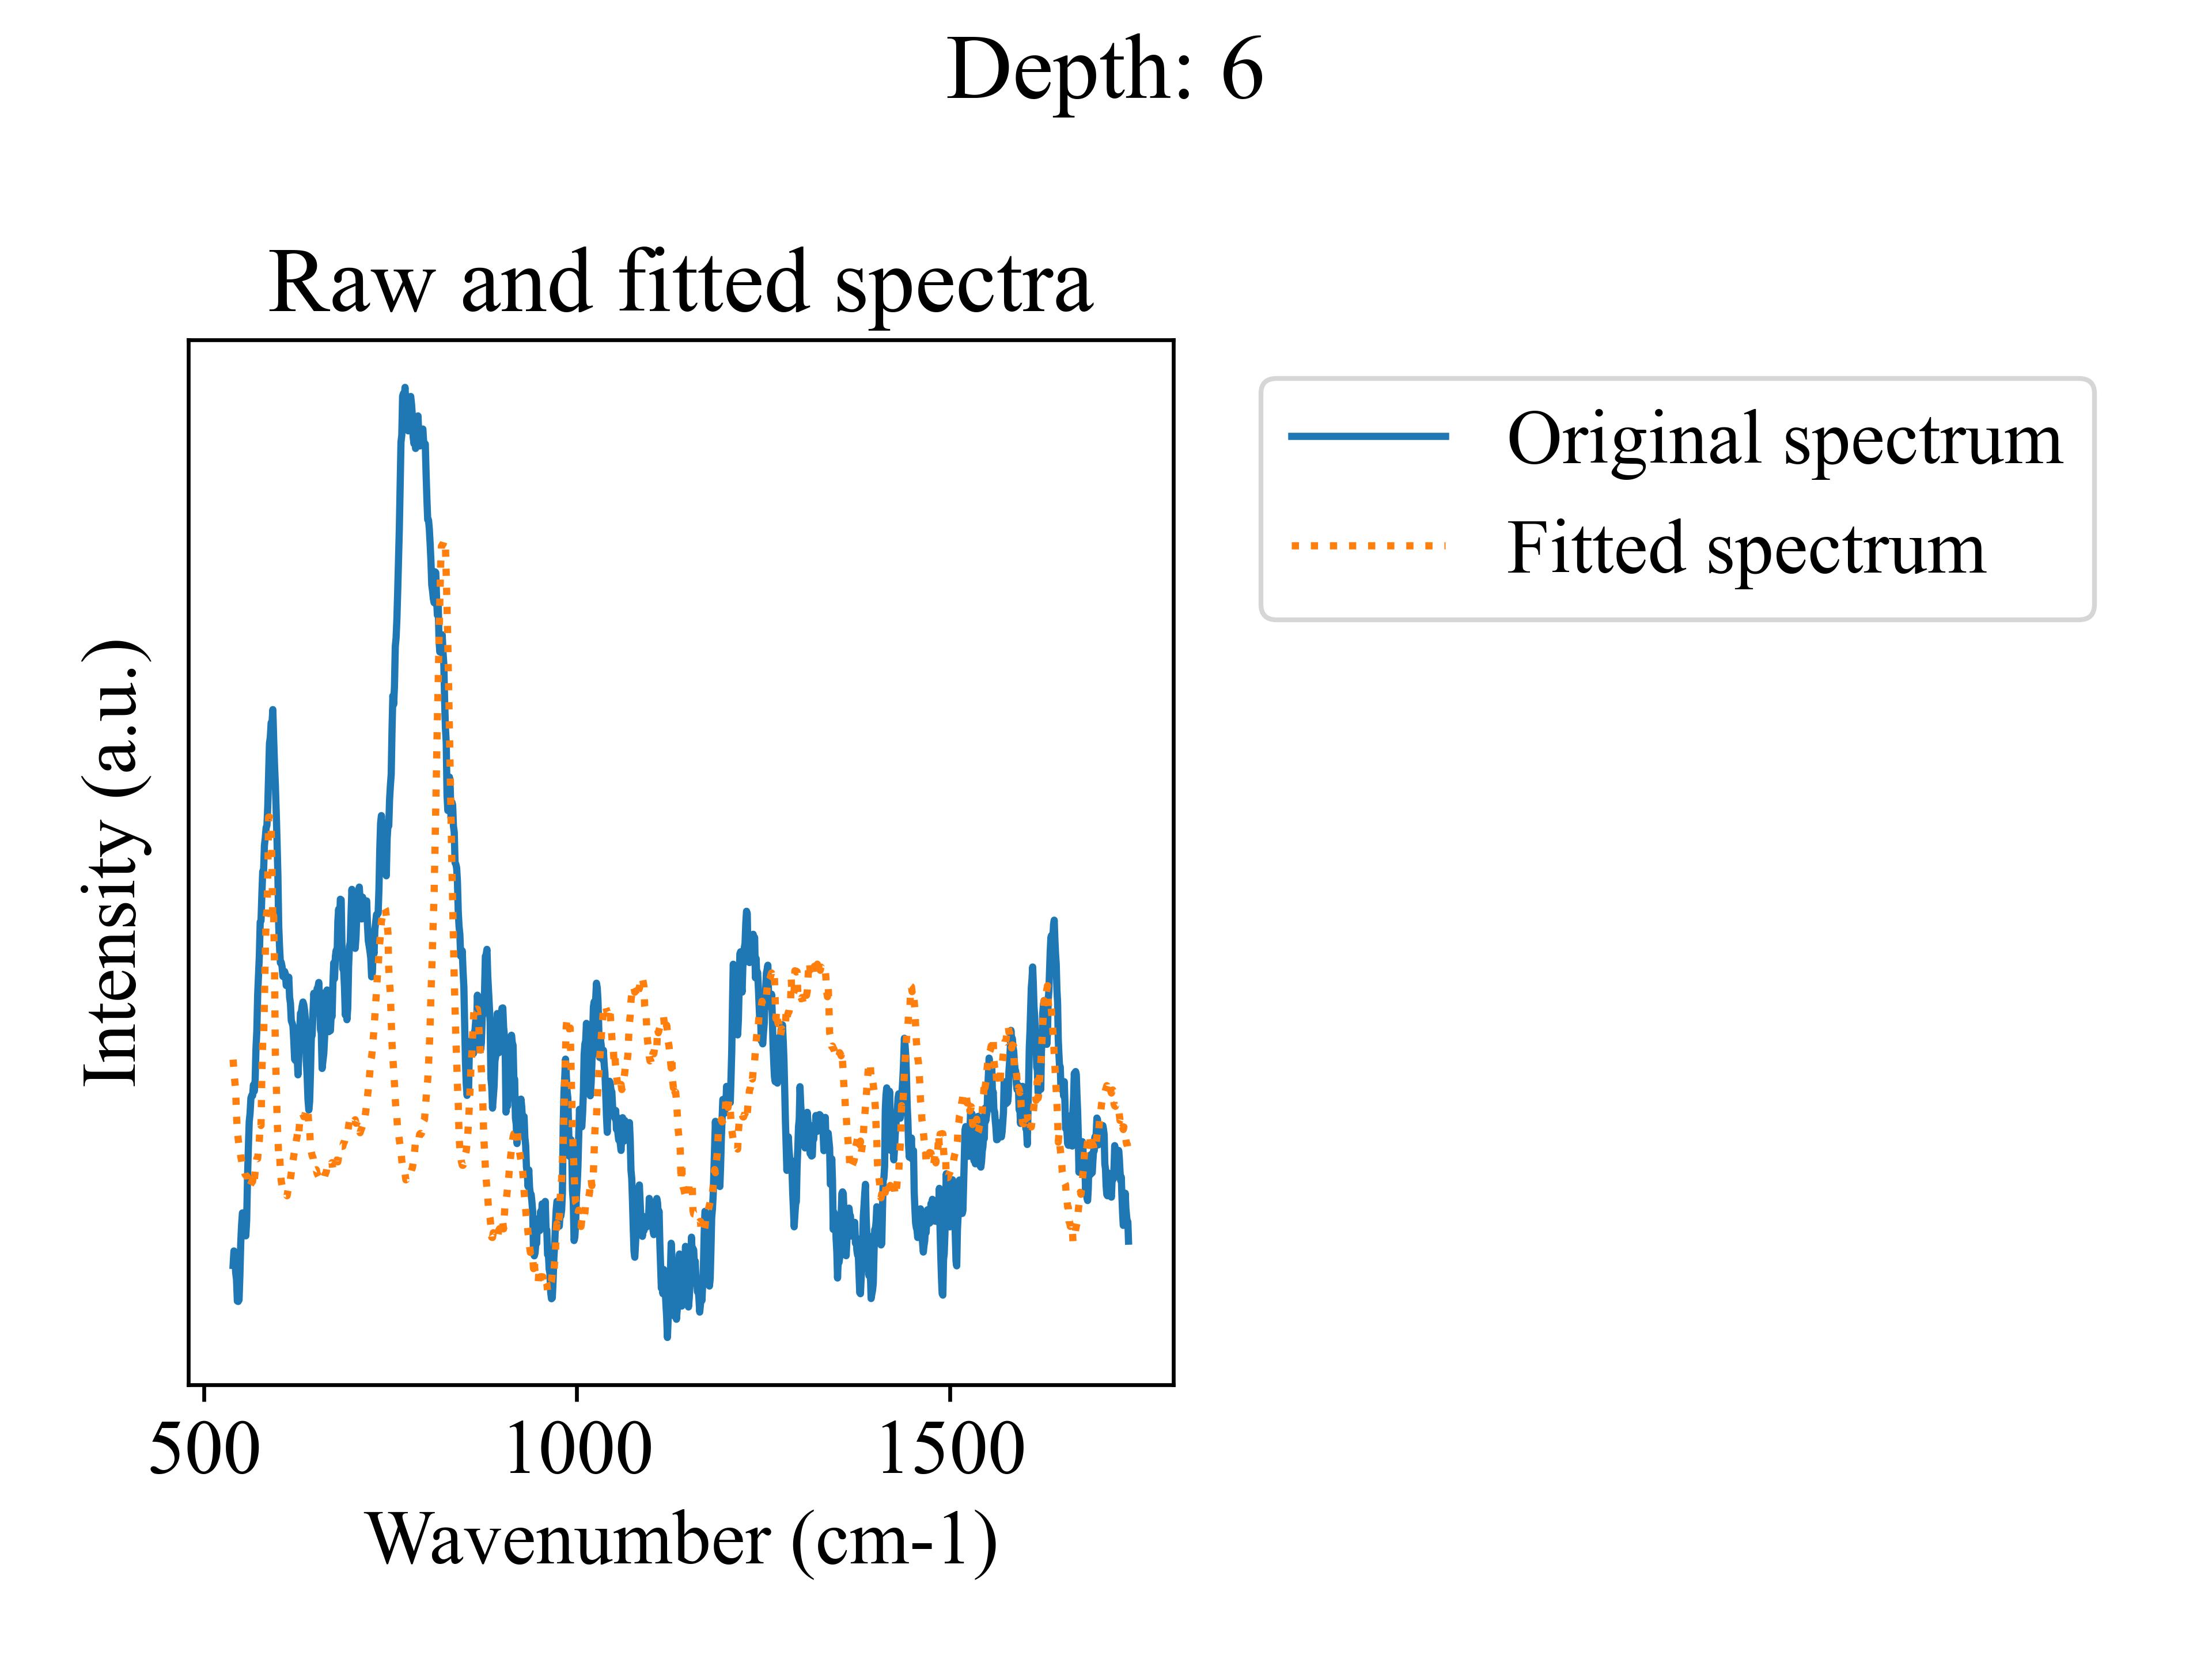 Depth: 6
Raw and fitted spectra
Original spectrum
Fitted spectrum
Intensity (a.u.)
500 1000 1500
Wavenumber (cm-1)